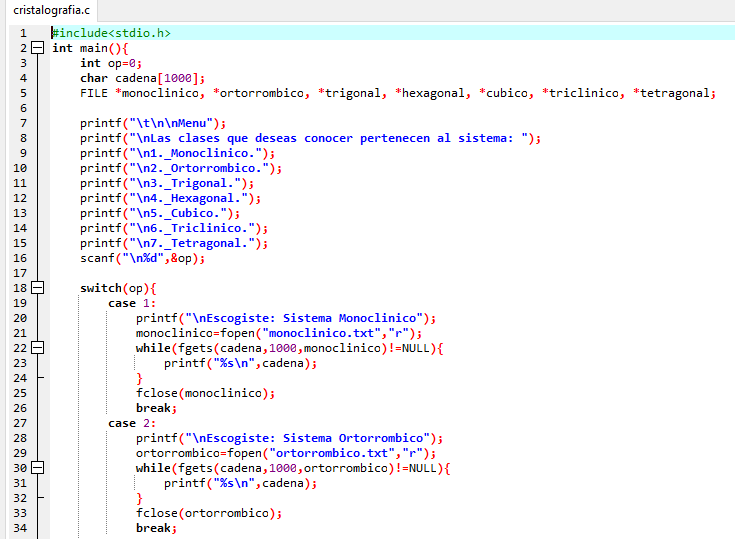 cristalografia.c
1 #include<stdio.h>
2 int main(){
3 int op=0;
4 char cadena[1000];
5 FILE *monoclinico, *ortorrombico, *trigonal, *hexagonal, *cubico, *triclinico, *tetragonal;
6
7 printf("\t\n\nMenu");
8 printf("\nLas clases que deseas conocer pertenecen al sistema: ");
9 printf("\n1._Monoclinico.");
10 printf("\n2._Ortorrombico.");
11 printf("\n3._Trigonal.");
12 printf("\n4._Hexagonal.");
13 printf("\n5._Cubico.");
14 printf("\n6._Triclinico.");
15 printf("\n7._Tetragonal.");
16 scanf("\n%d",&op);
17
18 switch(op){
19 case 1:
20 printf("\nEscogiste: Sistema Monoclinico");
21 monoclinico=fopen("monoclinico.txt","r");
22 while(fgets(cadena,1000,monoclinico)!=NULL){
23 printf("%s\n",cadena);
24 }
25 fclose(monoclinico);
26 break;
27 case 2:
28 printf("\nEscogiste: Sistema Ortorrombico");
29 ortorrombico=fopen("ortorrombico.txt","r");
30 while(fgets(cadena,1000,ortorrombico)!=NULL){
31 printf("%s\n",cadena);
32 }
33 fclose(ortorrombico);
34 break;